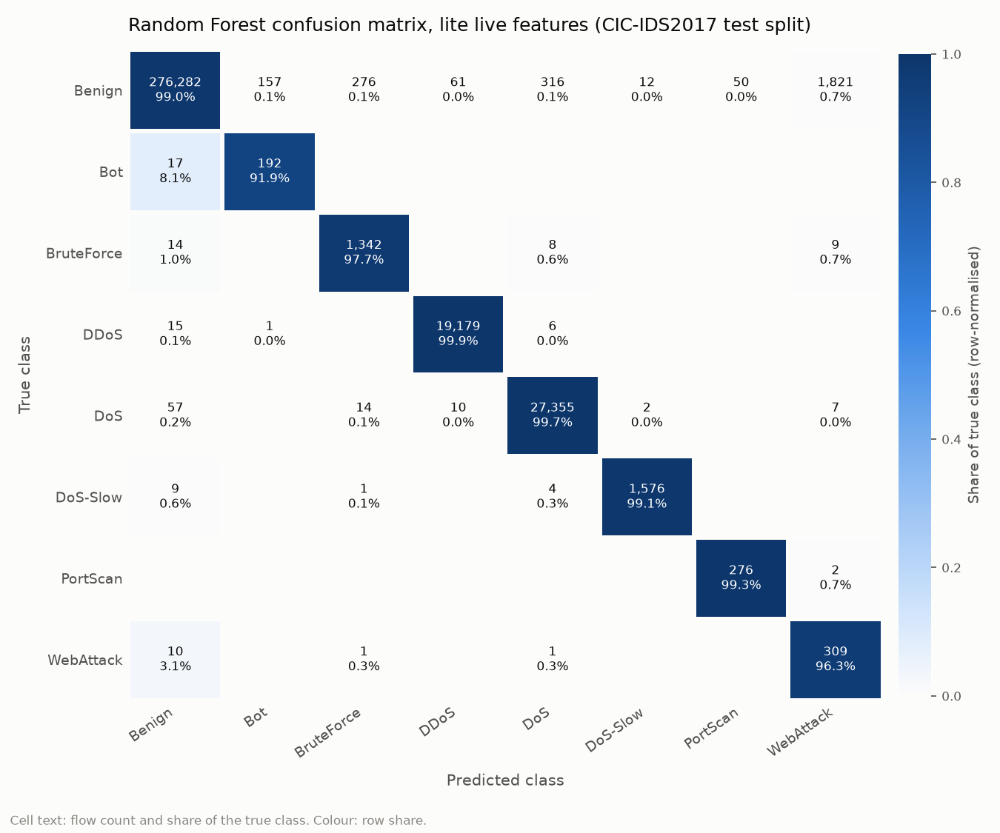 Random Forest confusion matrix, lite live features (CIC-IDS2017 test split)
Benign
276,282 157 276 61 316 12 50 1,821
99.0% 0.1% 0.1% 0.0% 0.1% 0.0% 0.0% 0.7%
Bot
17 192
8.1% 91.9%
BruteForce
14 1,342 8 9
1.0% 97.7% 0.6% 0.7%
DDoS
15 1 19,179 6
0.1% 0.0% 99.9% 0.0%
DoS
57 14 10 27,355 2 7
0.2% 0.1% 0.0% 99.7% 0.0% 0.0%
DoS-Slow
9 1 4 1,576
0.6% 0.1% 0.3% 99.1%
PortScan
276 2
99.3% 0.7%
WebAttack
10 1 1 309
3.1% 0.3% 0.3% 96.3%
True class
Benign Bot BruteForce DDoS DoS DoS-Slow PortScan WebAttack
Predicted class
1.0
0.8
0.6
0.4
0.2
0.0
Share of true class (row-normalised)
Cell text: flow count and share of the true class. Colour: row share.